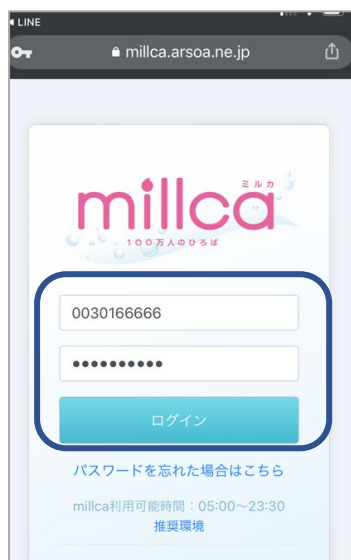 LINE
millca.arsoa.ne.jp
ミルカ
millca
100万人のひろば
0030166666
••••••••••
ログイン
パスワードを忘れた場合はこちら
millca利用可能時間：05:00〜23:30
推奨環境